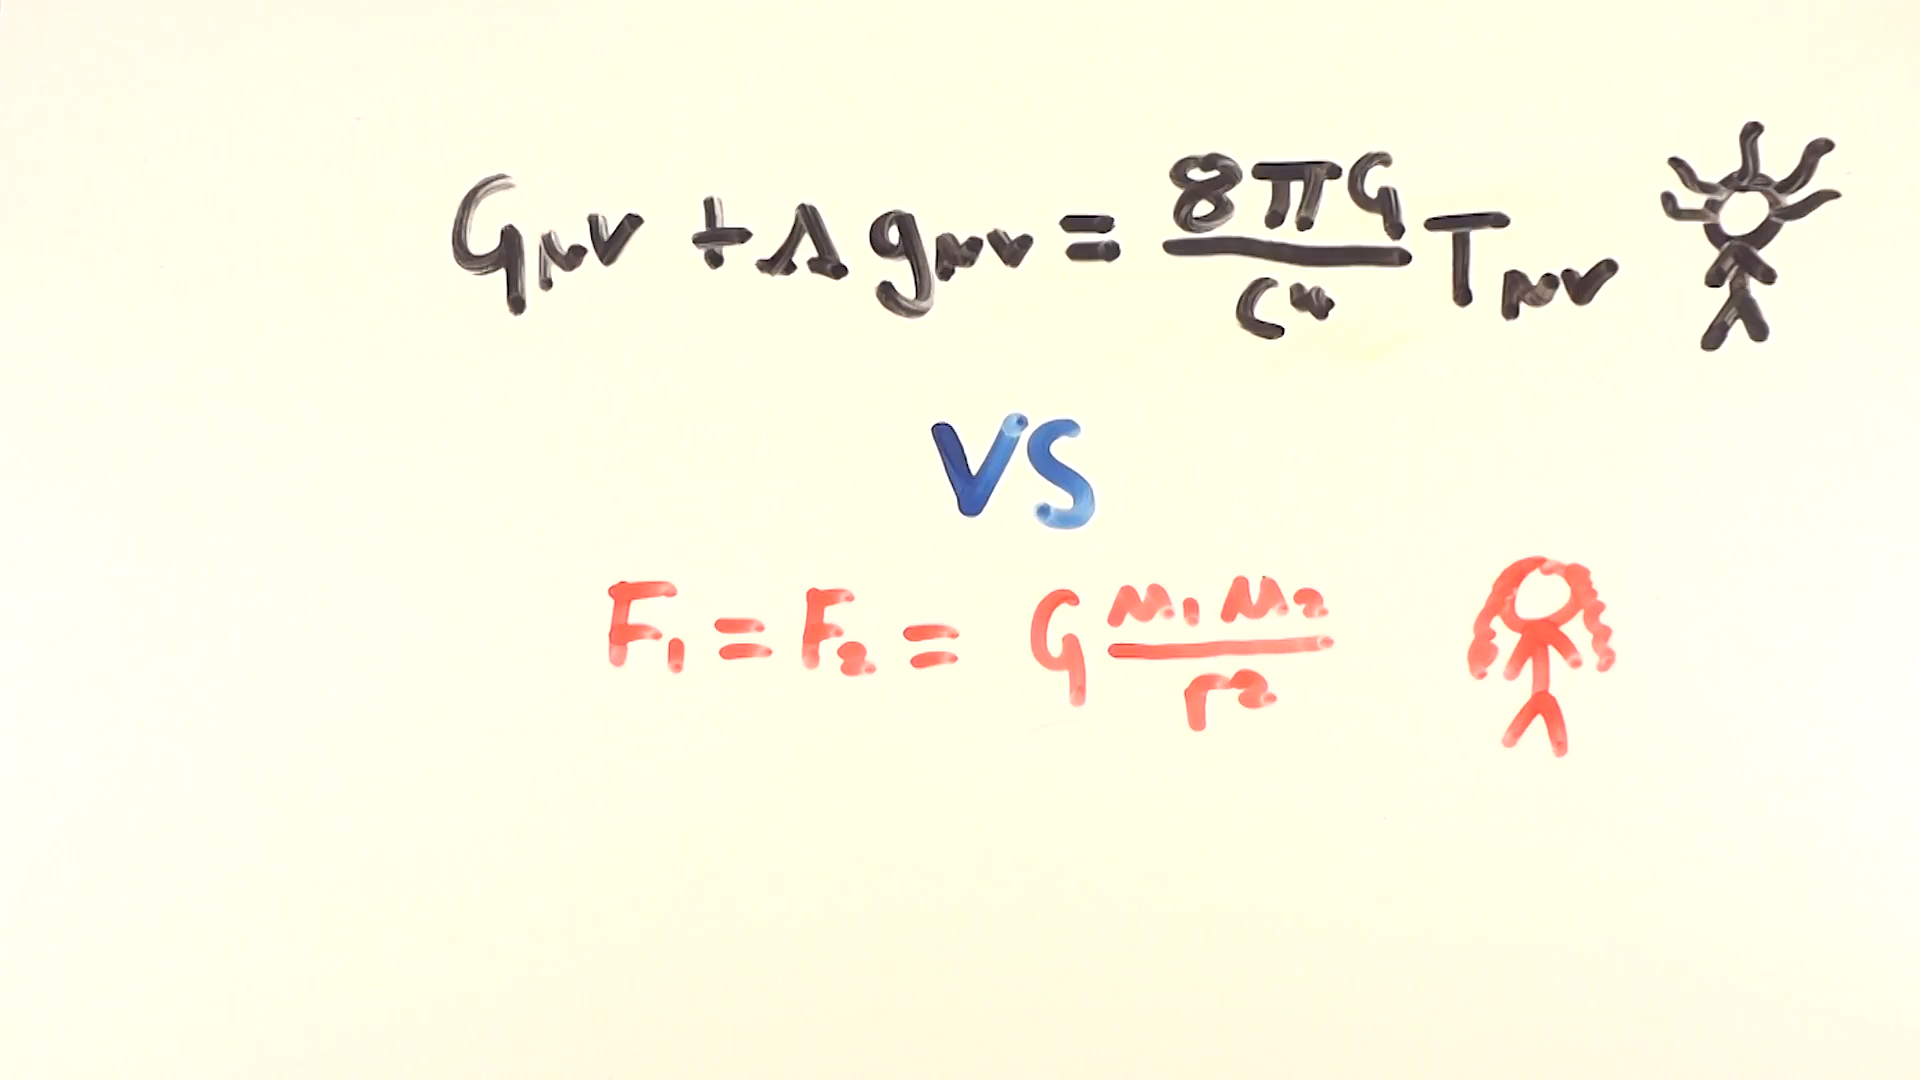 Gμν + Λgμν = 8πG/c⁴ Tμν
VS
F₁ = F₂ = G M₁M₂/r²